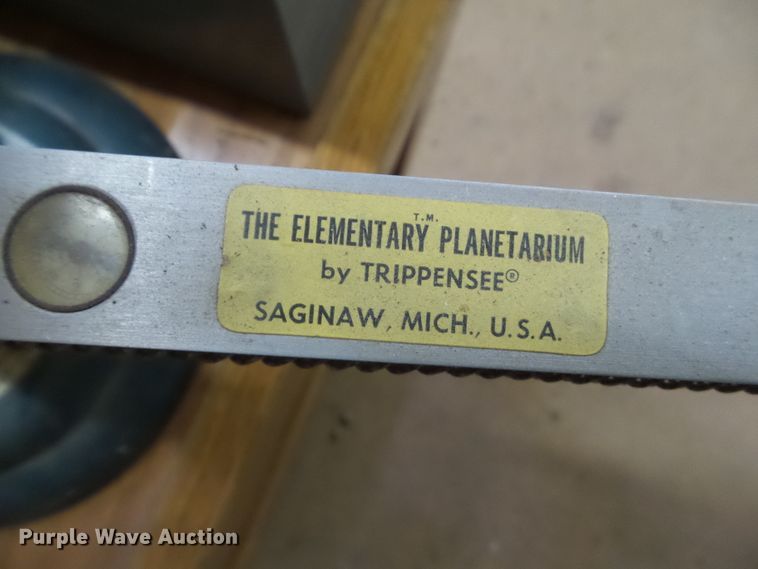 T.M.
THE ELEMENTARY PLANETARIUM
by TRIPPENSEE®
SAGINAW, MICH., U.S.A.
Purple Wave Auction